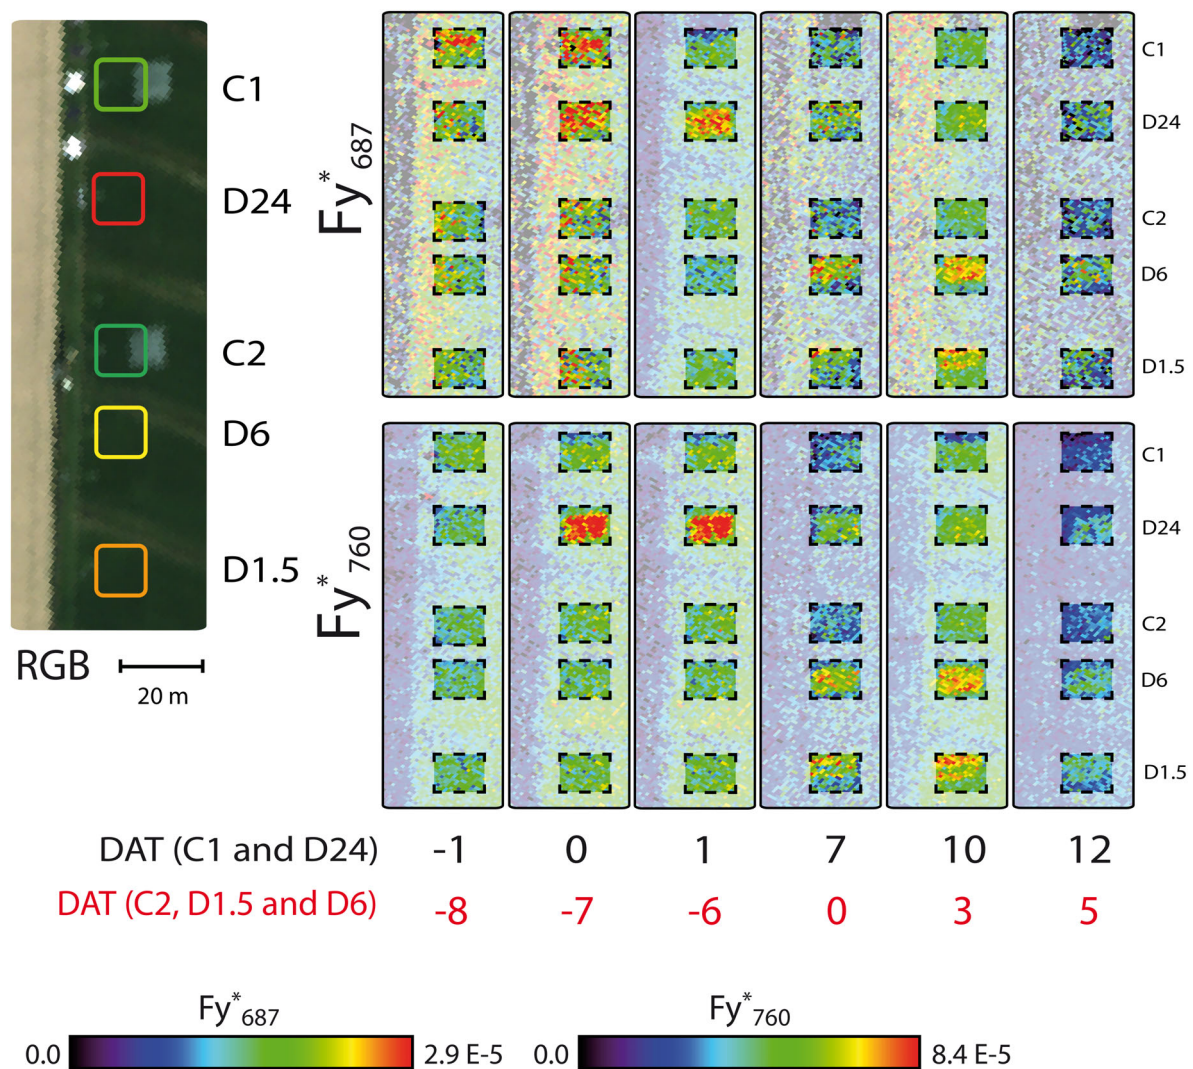 C1
D24
C2
D6
D1.5
RGB
20 m
Fy*687
C1
D24
C2
D6
D1.5
Fy*760
C1
D24
C2
D6
D1.5
DAT (C1 and D24) -1 0 1 7 10 12
DAT (C2, D1.5 and D6) -8 -7 -6 0 3 5
Fy*687
0.0 2.9 E-5
Fy*760
0.0 8.4 E-5